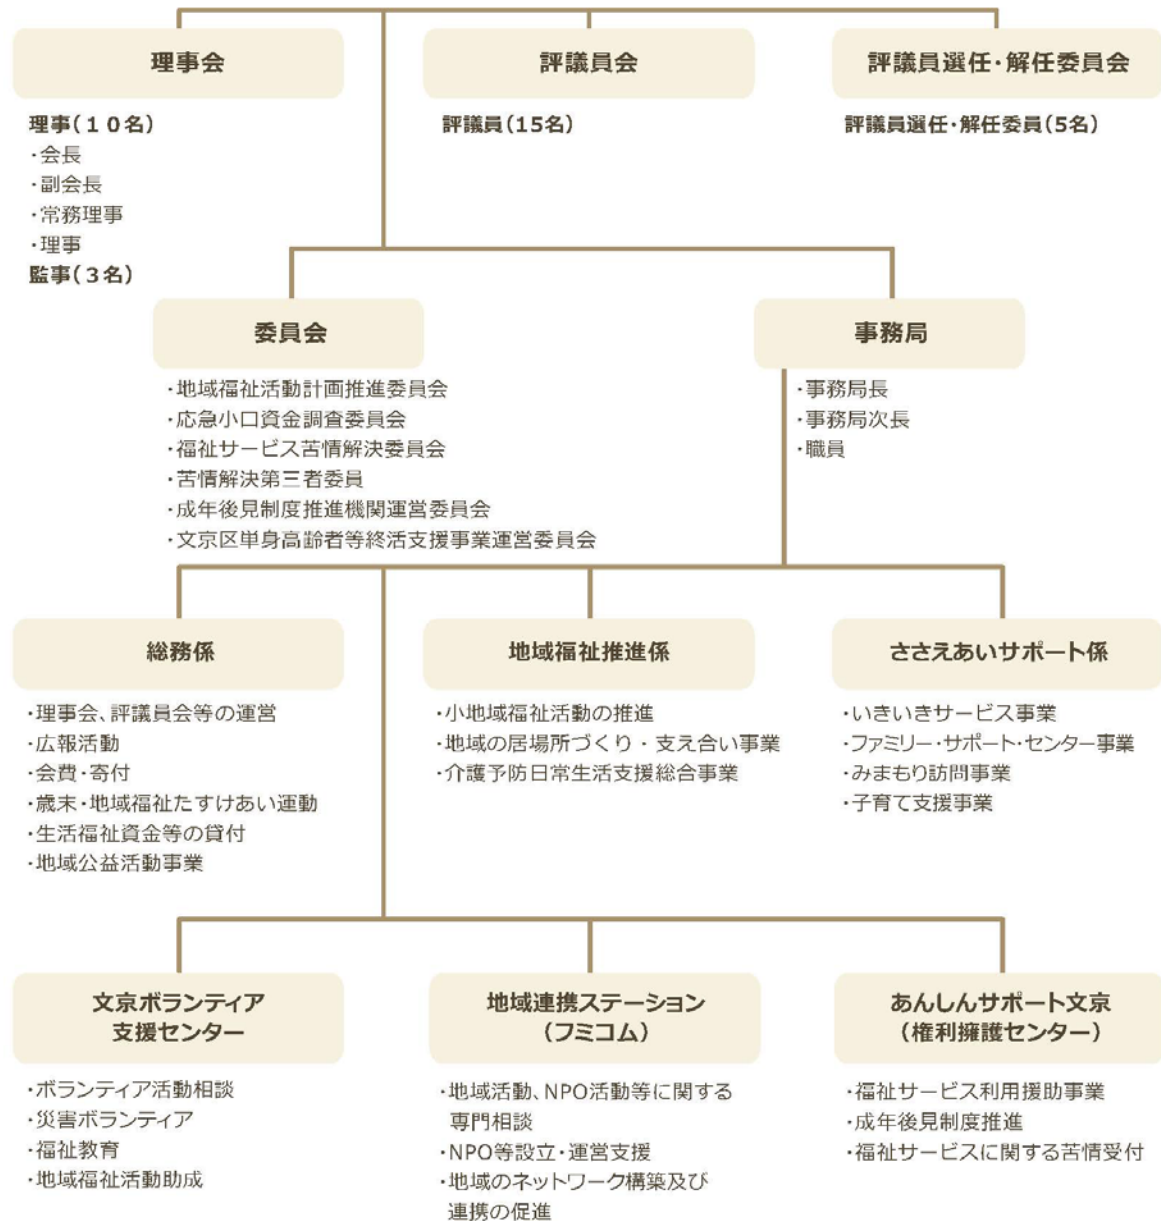 理事会
理事(１０名)
・会長
・副会長
・常務理事
・理事
監事(３名)
評議員会
評議員(15名)
評議員選任・解任委員会
評議員選任・解任委員(5名)
委員会
・地域福祉活動計画推進委員会
・応急小口資金調査委員会
・福祉サービス苦情解決委員会
・苦情解決第三者委員
・成年後見制度推進機関運営委員会
・文京区単身高齢者等終活支援事業運営委員会
事務局
・事務局長
・事務局次長
・職員
総務係
・理事会、評議員会等の運営
・広報活動
・会費・寄付
・歳末・地域福祉たすけあい運動
・生活福祉資金等の貸付
・地域公益活動事業
地域福祉推進係
・小地域福祉活動の推進
・地域の居場所づくり・支え合い事業
・介護予防日常生活支援総合事業
ささえあいサポート係
・いきいきサービス事業
・ファミリー・サポート・センター事業
・みまもり訪問事業
・子育て支援事業
文京ボランティア
支援センター
・ボランティア活動相談
・災害ボランティア
・福祉教育
・地域福祉活動助成
地域連携ステーション
(フミコム)
・地域活動、NPO活動等に関する
専門相談
・NPO等設立・運営支援
・地域のネットワーク構築及び
連携の促進
あんしんサポート文京
(権利擁護センター)
・福祉サービス利用援助事業
・成年後見制度推進
・福祉サービスに関する苦情受付